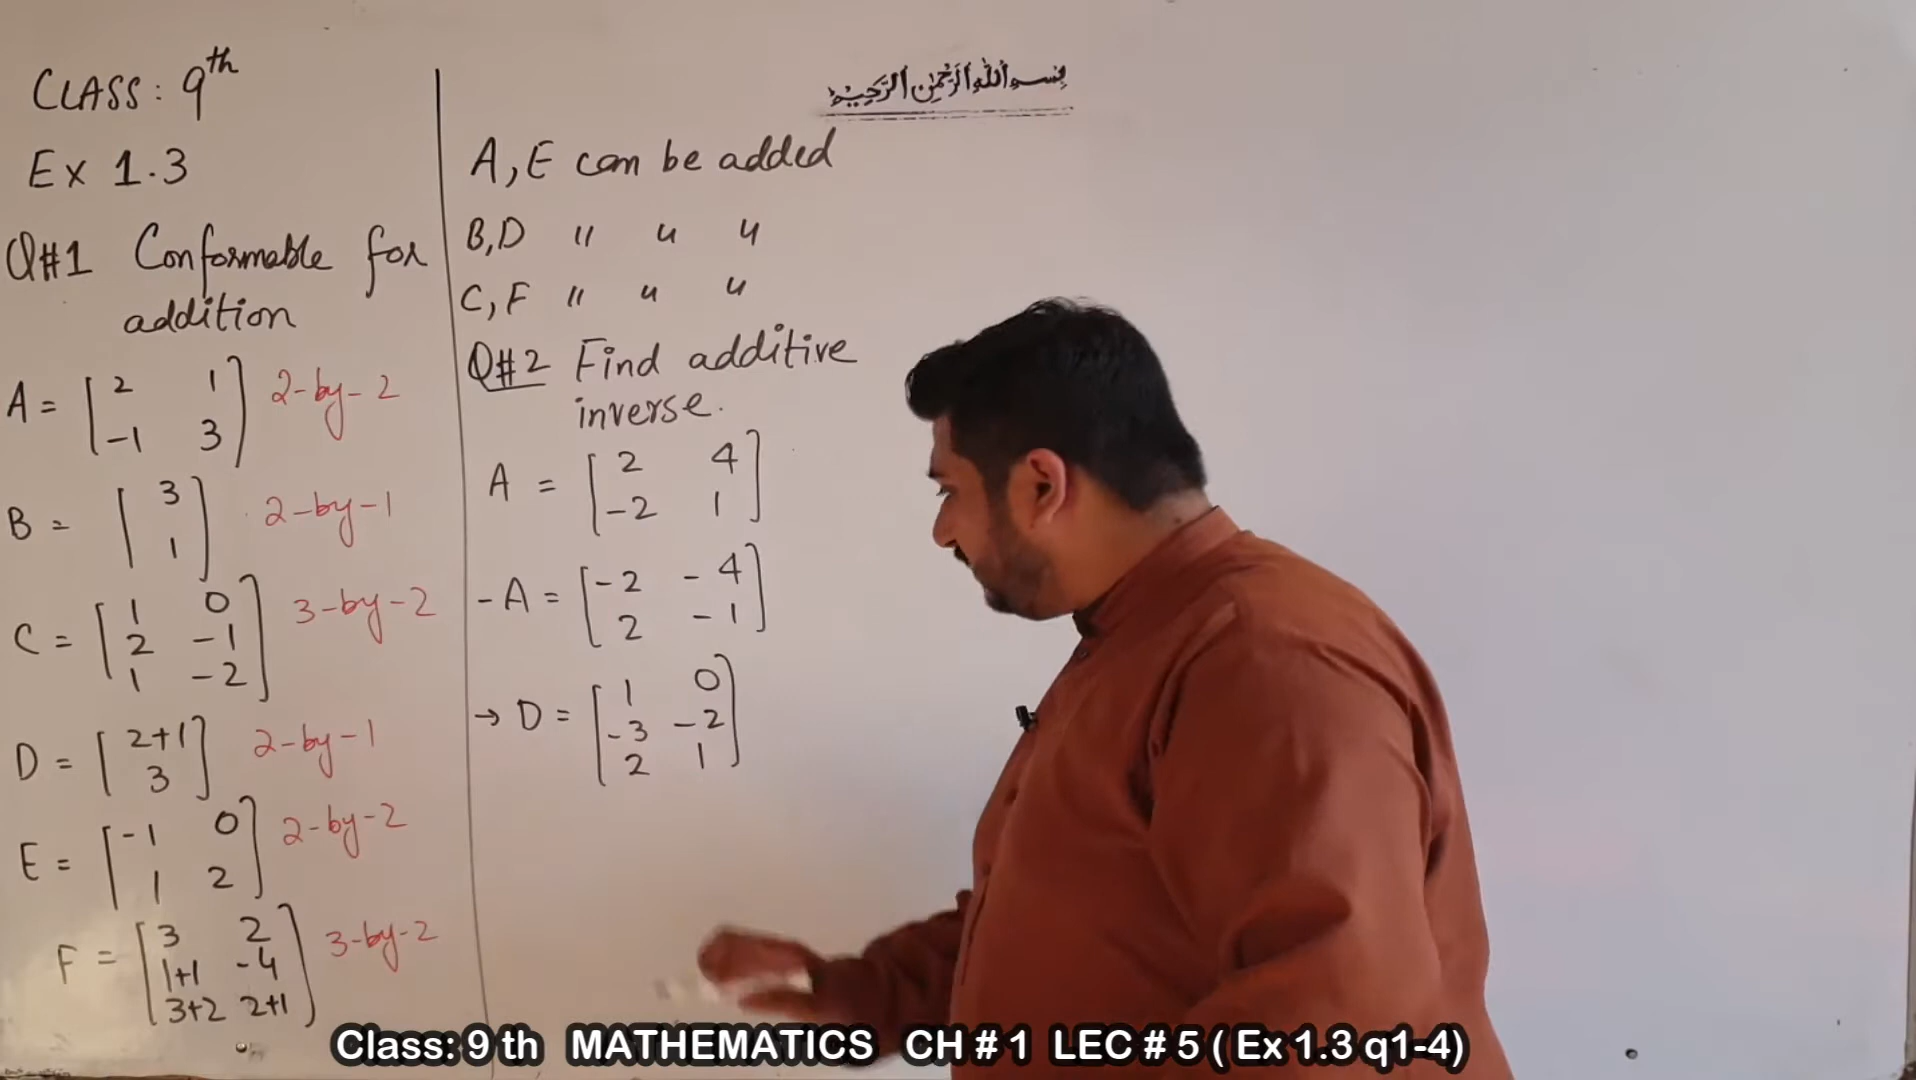 CLASS: 9th
Ex 1.3
Q#1 Conformable for
addition
A = [2 1
-1 3] 2-by-2
B = [3
1] 2-by-1
C = [1 0
2 -1
1 -2] 3-by-2
D = [2+1
3] 2-by-1
E = [-1 0
1 2] 2-by-2
F = [3 2
1+1 -4
3+2 2+1] 3-by-2
بسم الله الرحمن الرحيم
A,E can be added
B,D " " "
C,F " " "
Q#2 Find additive
inverse.
A = [2 4
-2 1]
-A = [-2 -4
2 -1]
→ D = [1 0
-3 -2
2 1]
Class: 9 th MATHEMATICS CH # 1 LEC # 5 ( Ex 1.3 q1-4)